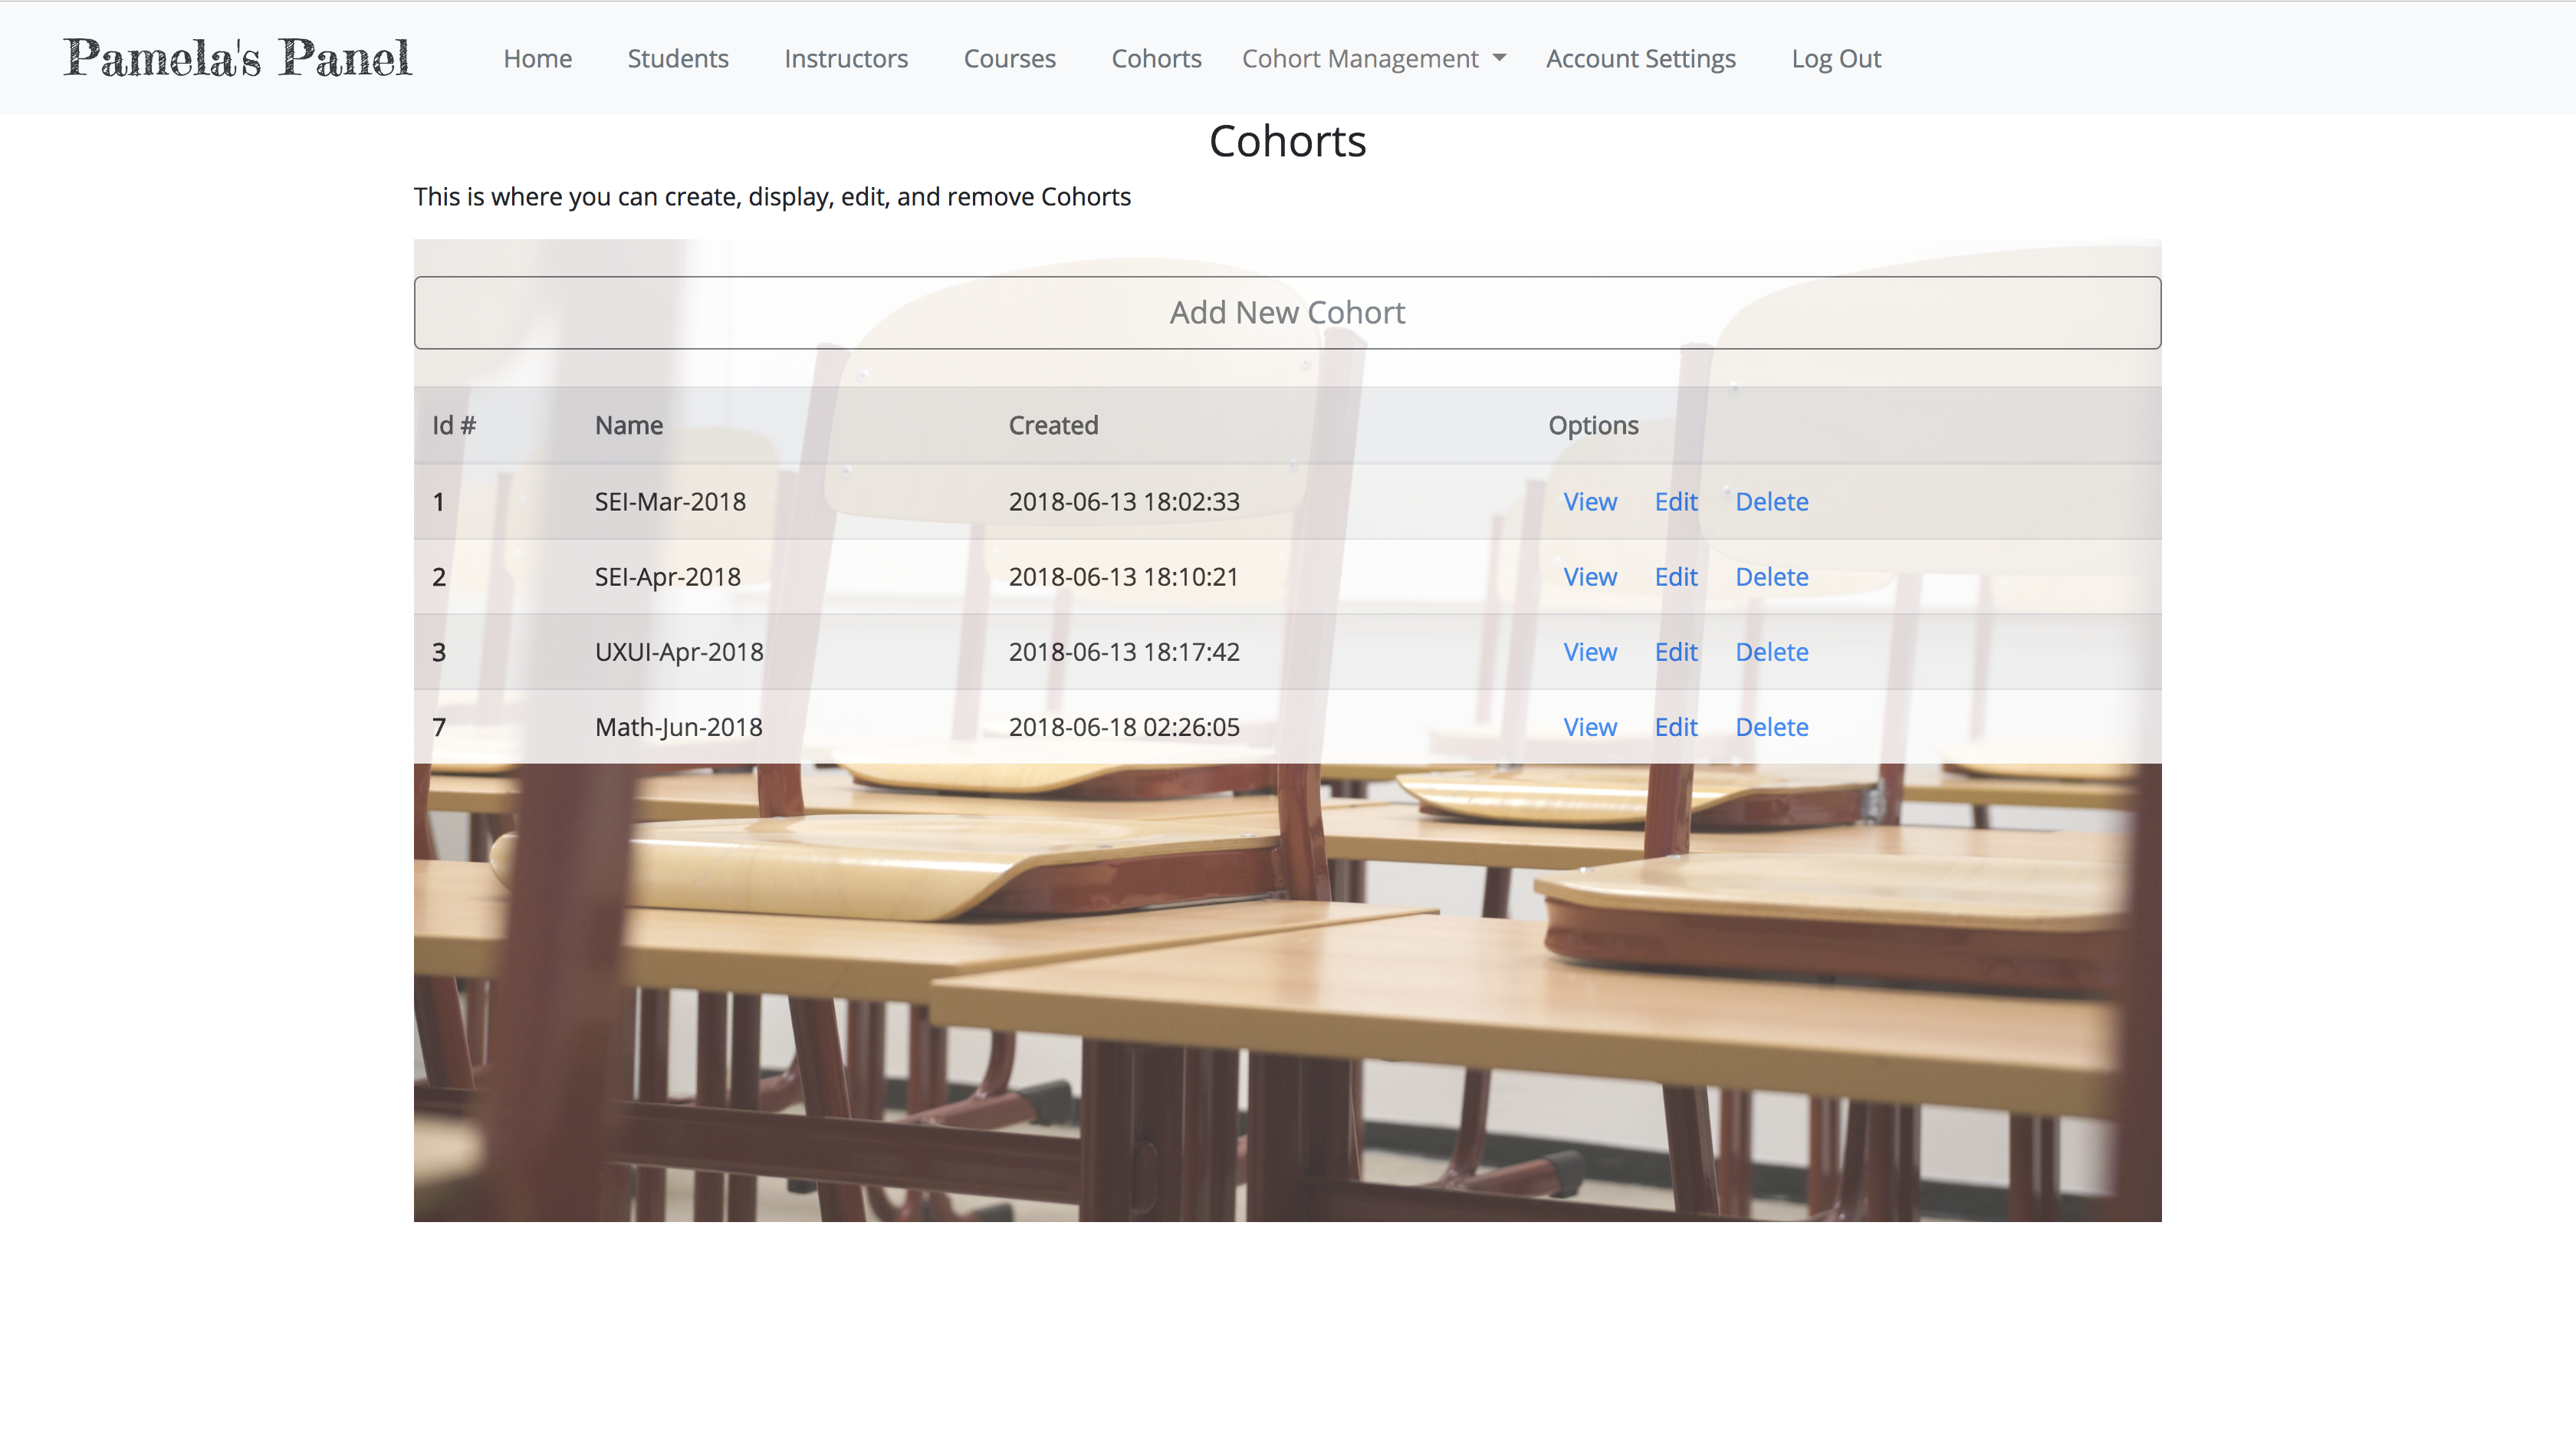 Pamela's Panel Home Students Instructors Courses Cohorts Cohort Management Account Settings Log Out
Cohorts
This is where you can create, display, edit, and remove Cohorts
Add New Cohort
Id # Name Created Options
1 SEI-Mar-2018 2018-06-13 18:02:33 View Edit Delete
2 SEI-Apr-2018 2018-06-13 18:10:21 View Edit Delete
3 UXUI-Apr-2018 2018-06-13 18:17:42 View Edit Delete
7 Math-Jun-2018 2018-06-18 02:26:05 View Edit Delete